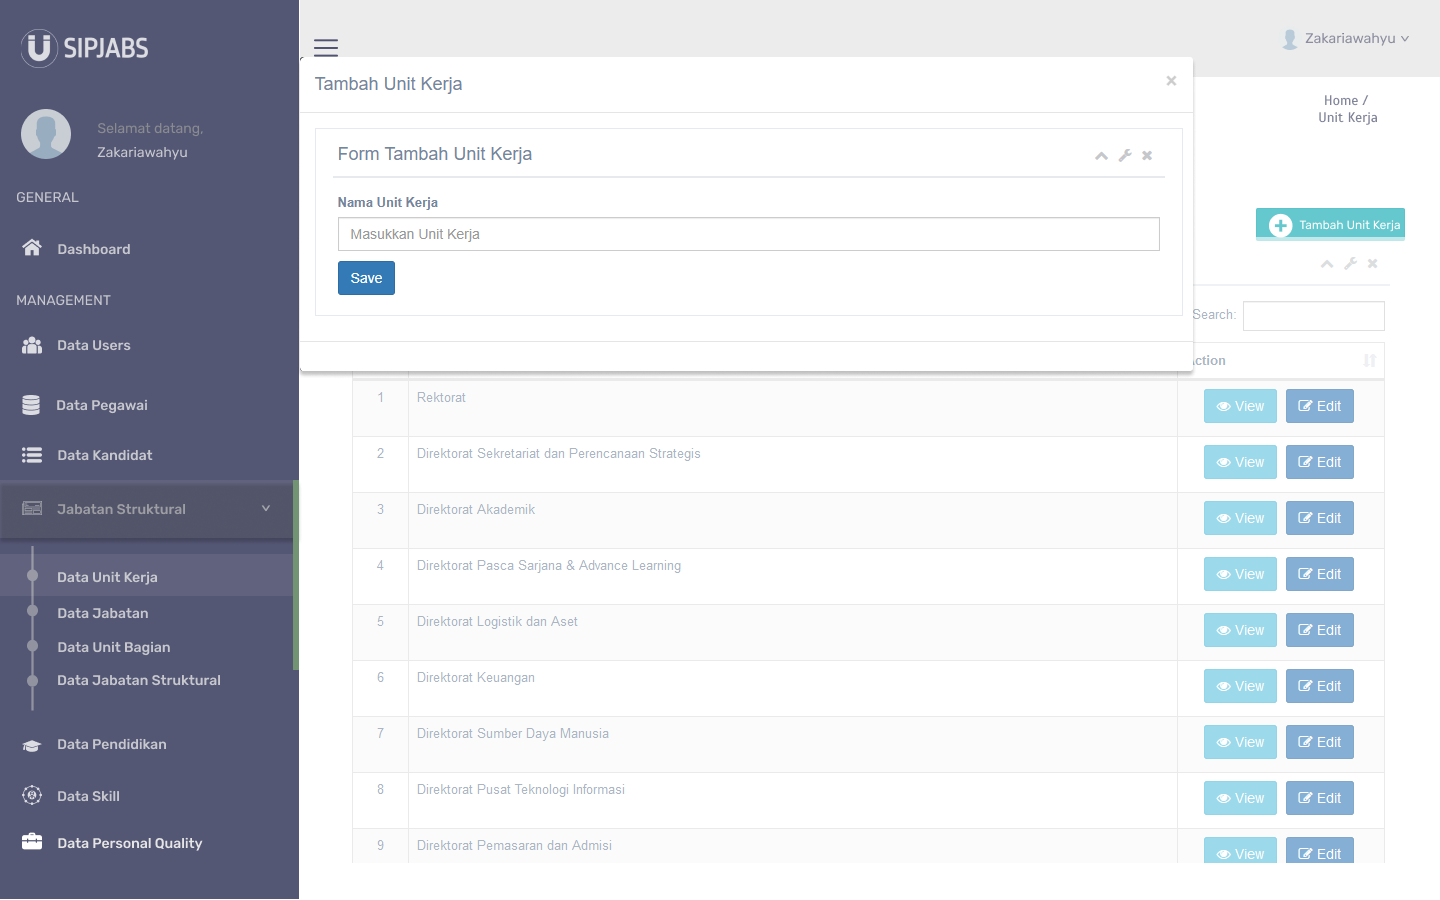 SIPJABS
Selamat datang,
Zakariawahyu
GENERAL
Dashboard
MANAGEMENT
Data Users
Data Pegawai
Data Kandidat
Jabatan Struktural
Data Unit Kerja
Data Jabatan
Data Unit Bagian
Data Jabatan Struktural
Data Pendidikan
Data Skill
Data Personal Quality
Zakariawahyu
Home /
Unit Kerja
Tambah Unit Kerja
Tambah Unit Kerja
×
Form Tambah Unit Kerja
Nama Unit Kerja
Masukkan Unit Kerja
Save
Search:
ction
1 Rektorat View Edit
2 Direktorat Sekretariat dan Perencanaan Strategis View Edit
3 Direktorat Akademik View Edit
4 Direktorat Pasca Sarjana & Advance Learning View Edit
5 Direktorat Logistik dan Aset View Edit
6 Direktorat Keuangan View Edit
7 Direktorat Sumber Daya Manusia View Edit
8 Direktorat Pusat Teknologi Informasi View Edit
9 Direktorat Pemasaran dan Admisi View Edit